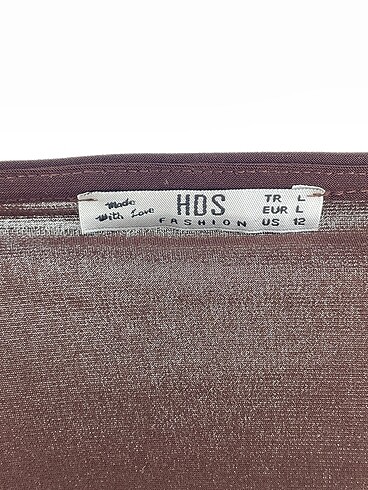 Made
With Love
HDS
FASHION
TR L
EUR L
US 12